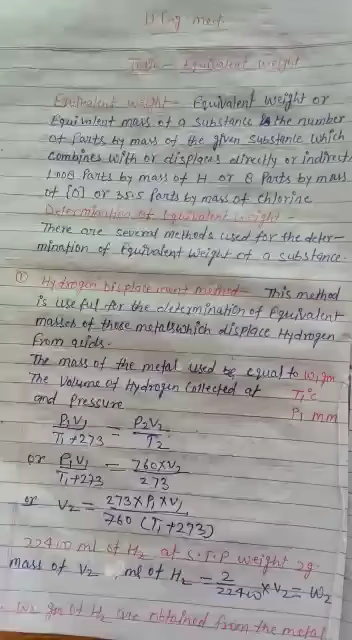 Topic - Equivalent weight
Equivalent weight - Equivalent weight or
Equivalent mass of a substance is the number
of Parts by mass of the given substance which
combines with or displaces directly or indirect
1.008 Parts by mass of H or 8 Parts by mass
of [O] or 35.5 Parts by mass of chlorine
Determination of Equivalent weight -
There are several methods used for the deter-
mination of Equivalent weight of a substance.
① Hydrogen Displacement method - This method
is useful for the determination of Equivalent
masses of those metals which displace Hydrogen
from acids.
The mass of the metal used be equal to W₁gm
The volume of Hydrogen collected at T₁°c
and Pressure P₁ mm
P₁V₁/T₁+273 = P₂V₂/T₂
or P₁V₁/T₁+273 = 760×V₂/273
or V₂ = 273×P₁×V₁/760 (T₁+273)
22400 ml of H₂ at S.T.P weight 2g
mass of V₂ ml of H₂ = 2/22400 × V₂ = W₂
W₂ gm of H₂ are obtained from the metal